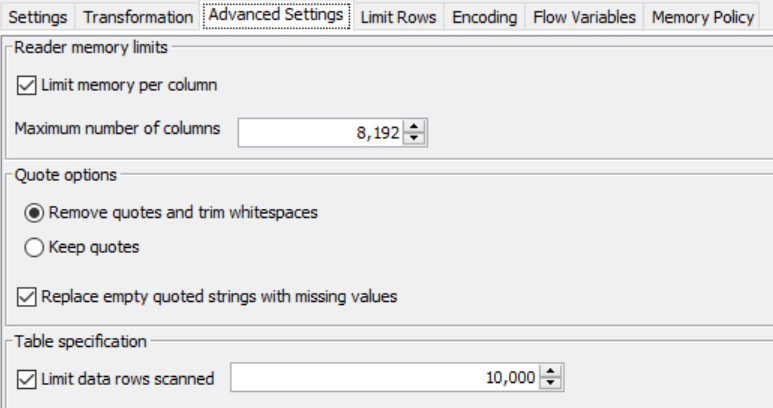 Settings Transformation Advanced Settings Limit Rows Encoding Flow Variables Memory Policy
Reader memory limits
Limit memory per column
Maximum number of columns 8,192
Quote options
Remove quotes and trim whitespaces
Keep quotes
Replace empty quoted strings with missing values
Table specification
Limit data rows scanned 10,000